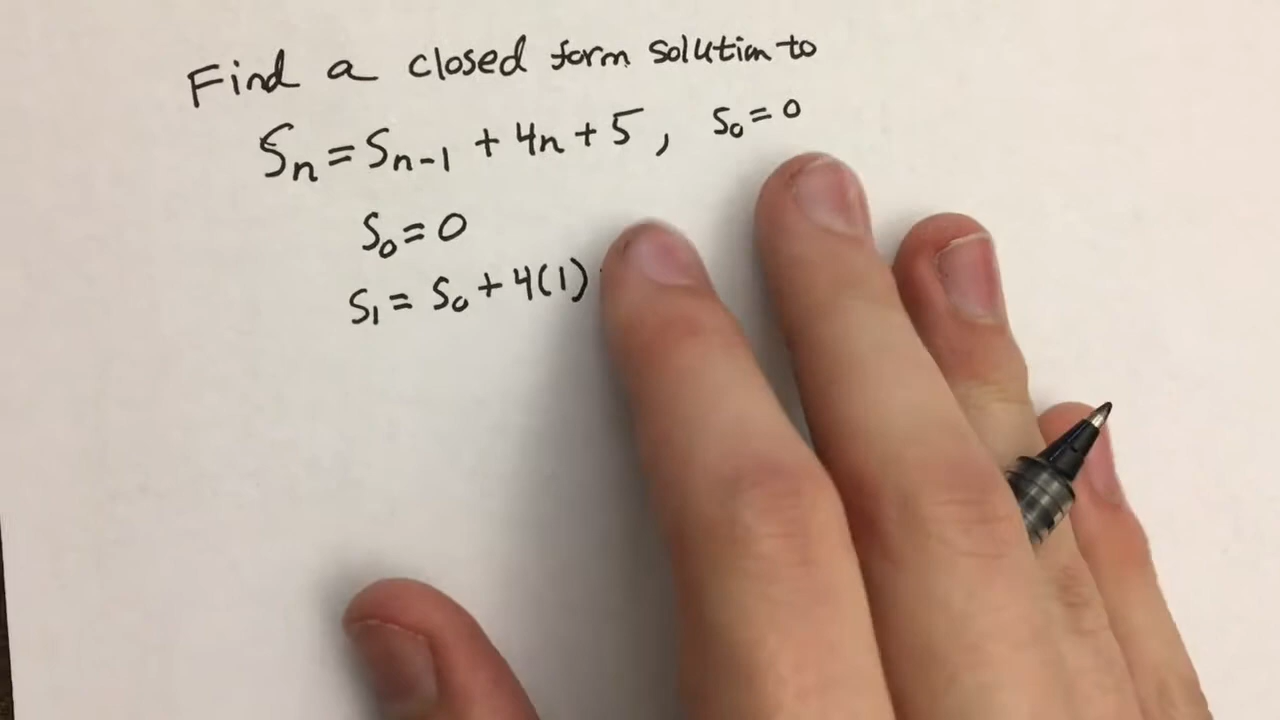 Find a closed form solution to
Sn = Sn-1 + 4n + 5, S0 = 0
S0 = 0
S1 = S0 + 4(1)